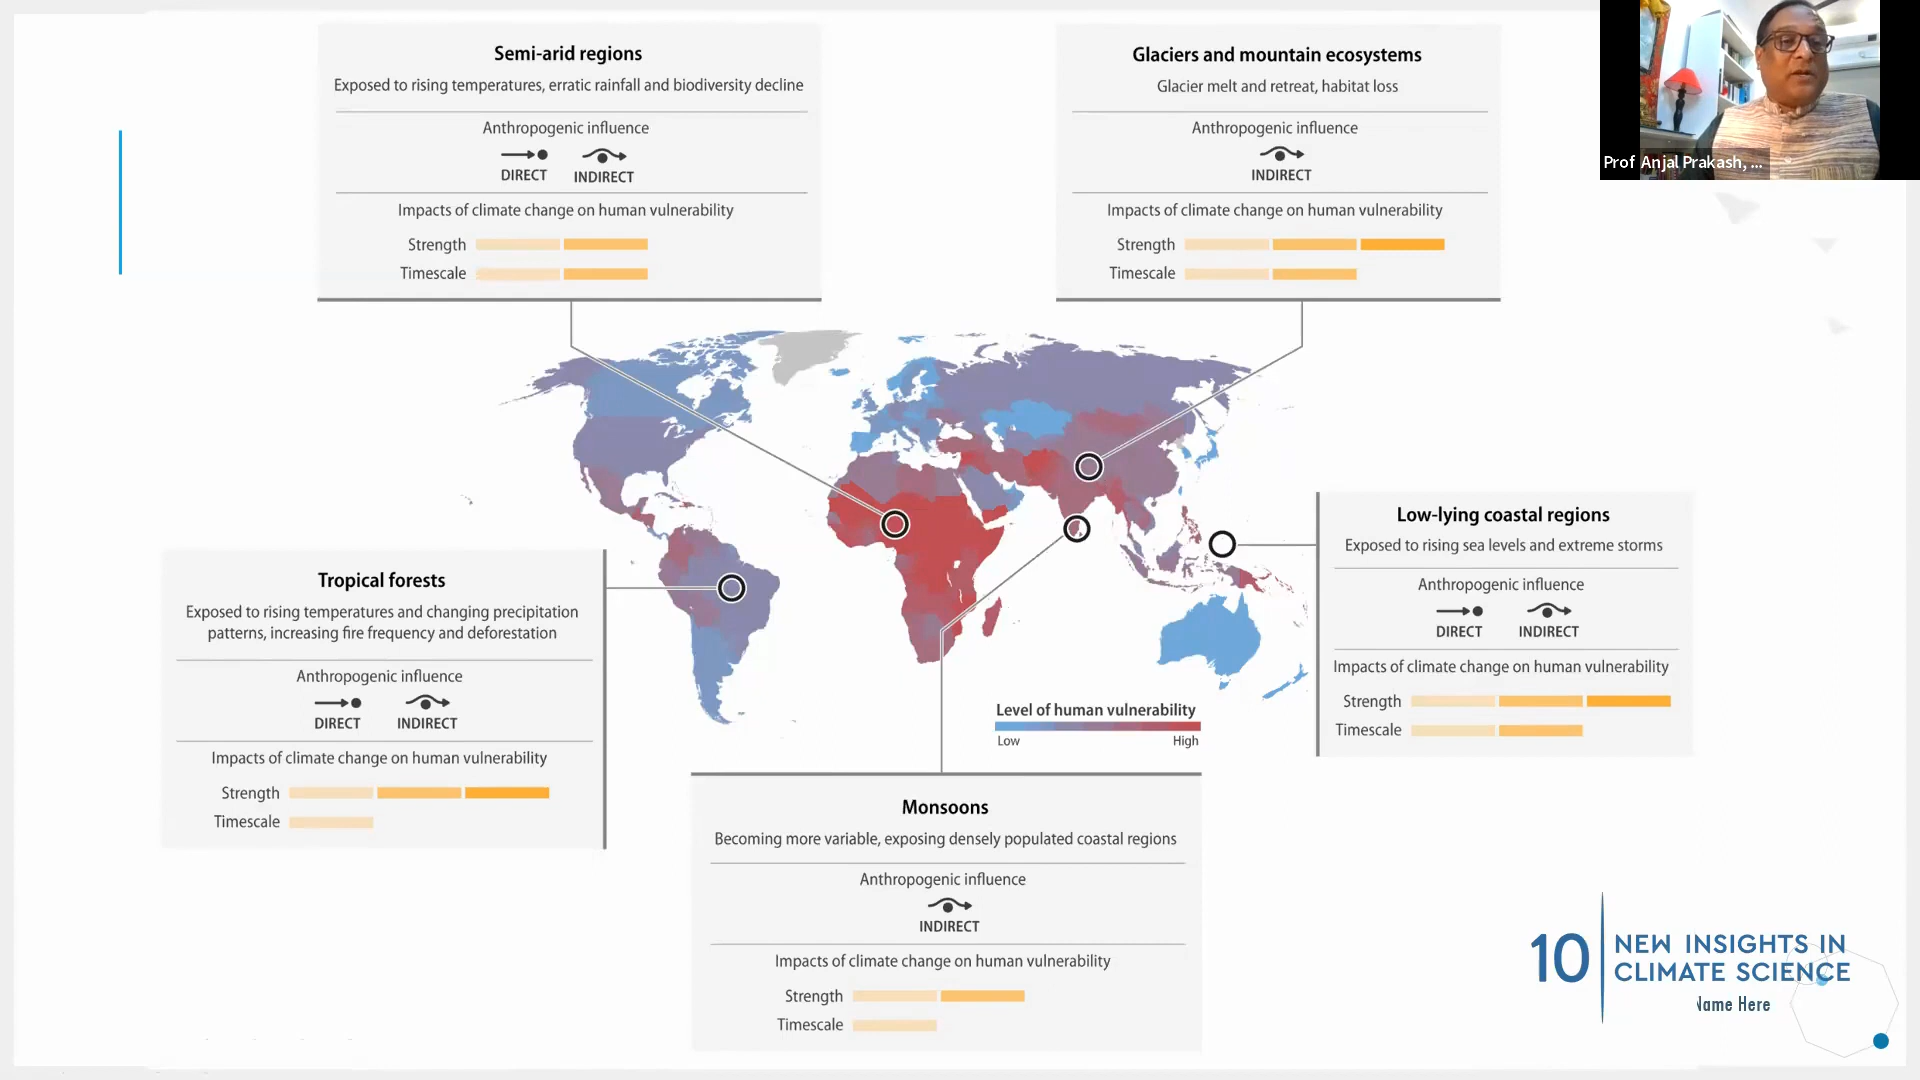 Semi-arid regions
Exposed to rising temperatures, erratic rainfall and biodiversity decline
Anthropogenic influence
DIRECT INDIRECT
Impacts of climate change on human vulnerability
Strength
Timescale
Glaciers and mountain ecosystems
Glacier melt and retreat, habitat loss
Anthropogenic influence
INDIRECT
Impacts of climate change on human vulnerability
Strength
Timescale
Prof Anjal Prakash, ...
Low-lying coastal regions
Exposed to rising sea levels and extreme storms
Anthropogenic influence
DIRECT INDIRECT
Impacts of climate change on human vulnerability
Strength
Timescale
Tropical forests
Exposed to rising temperatures and changing precipitation
patterns, increasing fire frequency and deforestation
Anthropogenic influence
DIRECT INDIRECT
Impacts of climate change on human vulnerability
Strength
Timescale
Level of human vulnerability
Low High
Monsoons
Becoming more variable, exposing densely populated coastal regions
Anthropogenic influence
INDIRECT
Impacts of climate change on human vulnerability
Strength
Timescale
10 NEW INSIGHTS IN
CLIMATE SCIENCE
Name Here